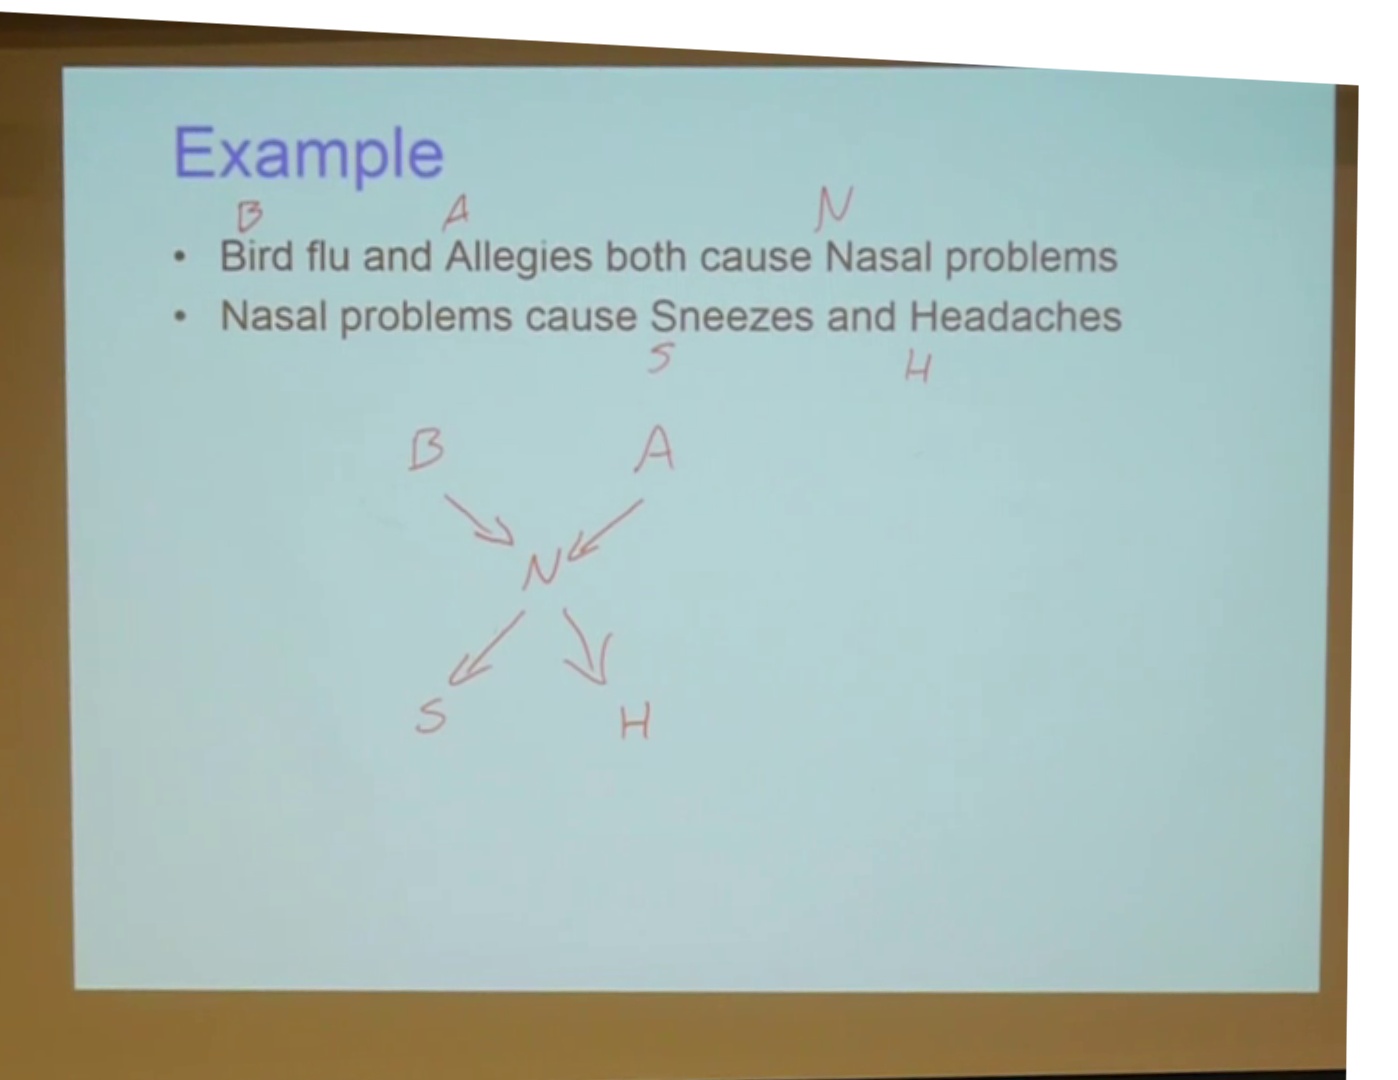 Example
B A N
• Bird flu and Allegies both cause Nasal problems
• Nasal problems cause Sneezes and Headaches
S H
B A
N
S H